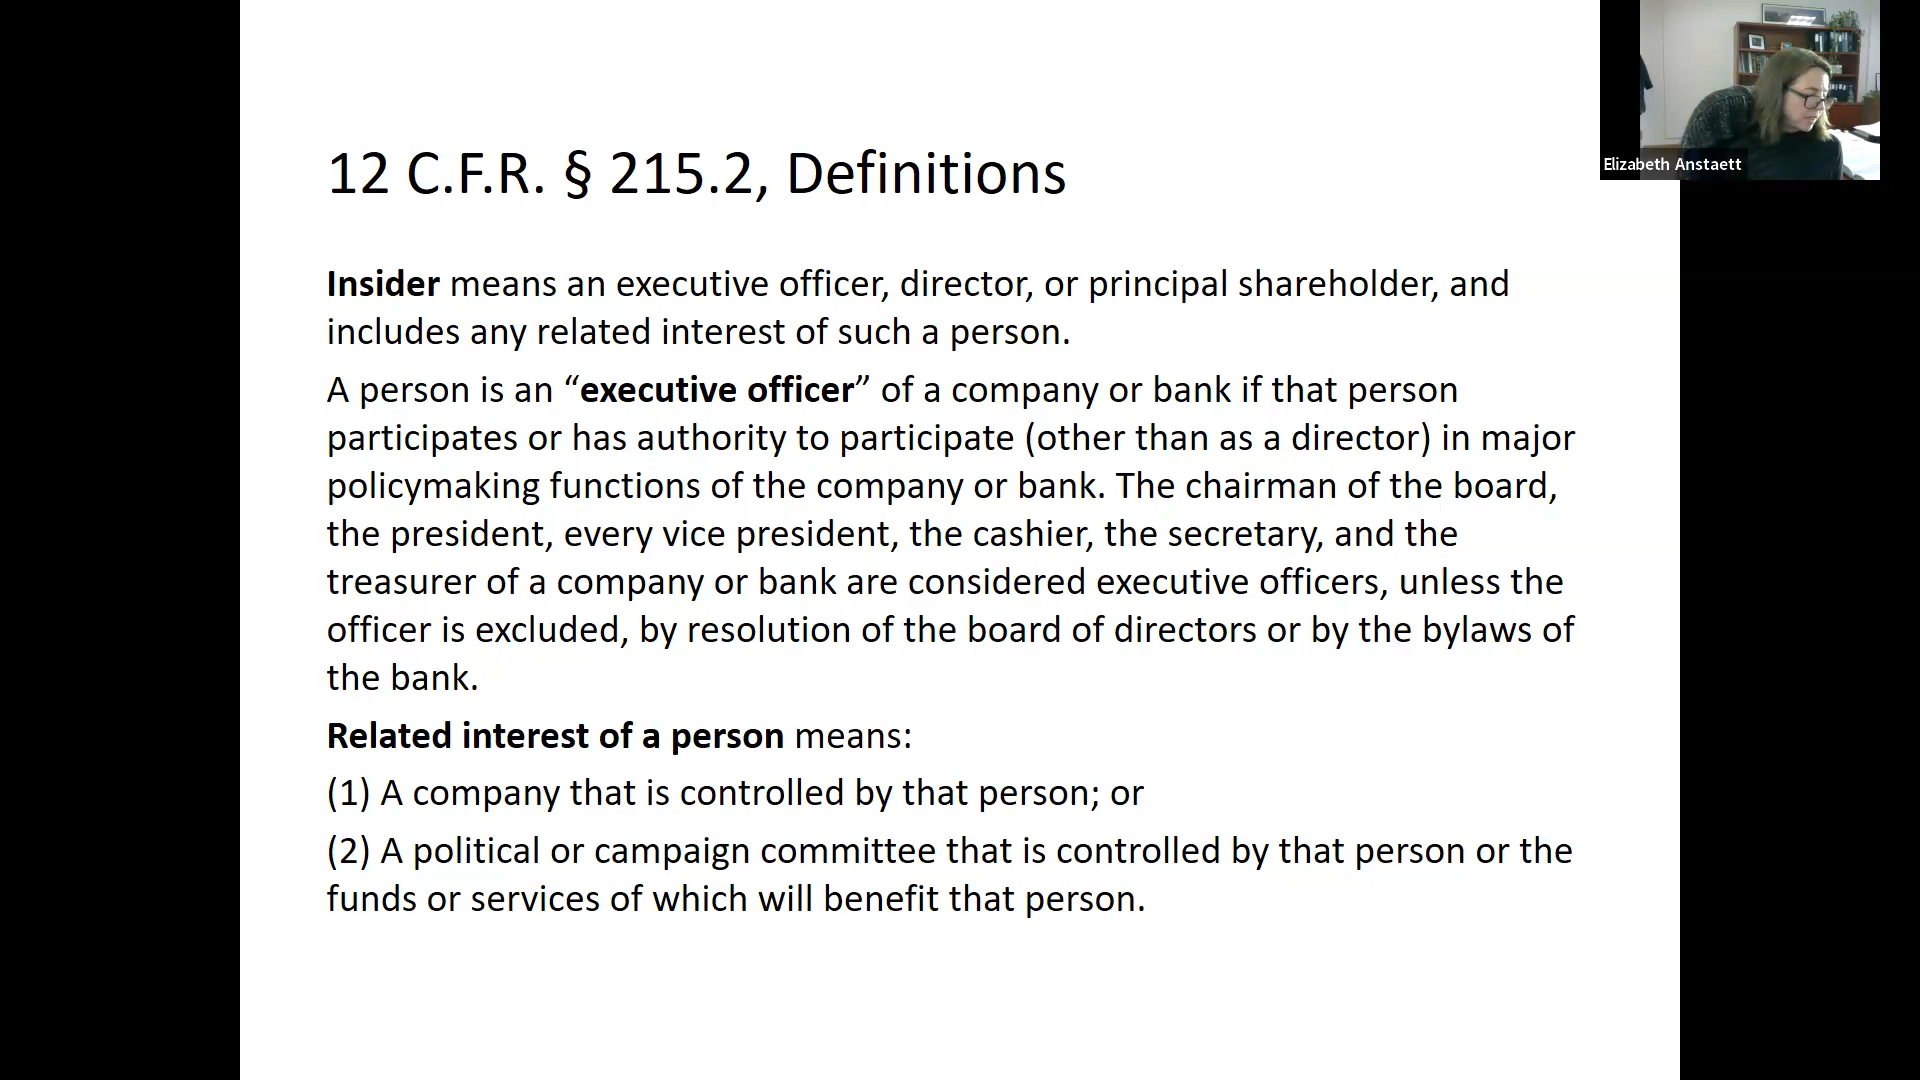 12 C.F.R. § 215.2, Definitions
Insider means an executive officer, director, or principal shareholder, and
includes any related interest of such a person.
A person is an “executive officer” of a company or bank if that person
participates or has authority to participate (other than as a director) in major
policymaking functions of the company or bank. The chairman of the board,
the president, every vice president, the cashier, the secretary, and the
treasurer of a company or bank are considered executive officers, unless the
officer is excluded, by resolution of the board of directors or by the bylaws of
the bank.
Related interest of a person means:
(1) A company that is controlled by that person; or
(2) A political or campaign committee that is controlled by that person or the
funds or services of which will benefit that person.
Elizabeth Anstaett